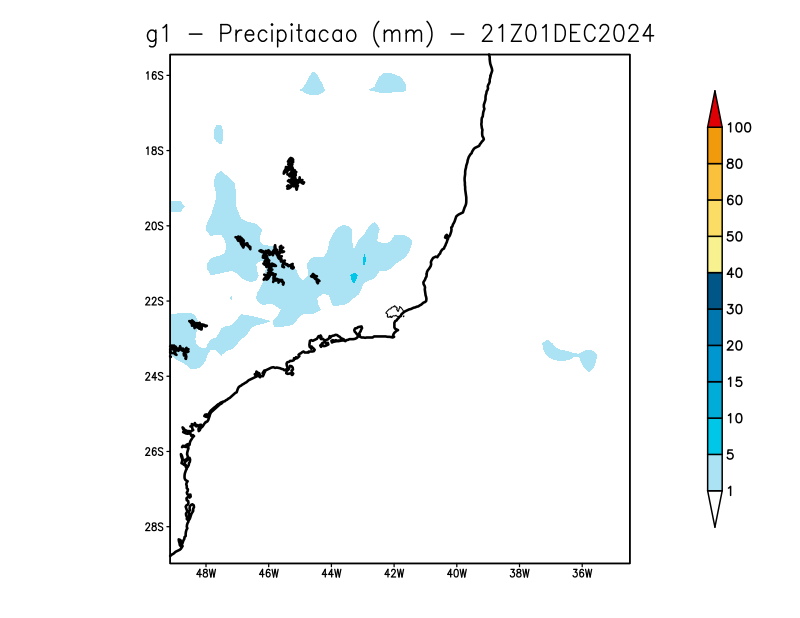 g1 – Precipitacao (mm) – 21Z01DEC2024
16S
18S
20S
22S
24S
26S
28S
48W 46W 44W 42W 40W 38W 36W
100
80
60
50
40
30
20
15
10
5
1